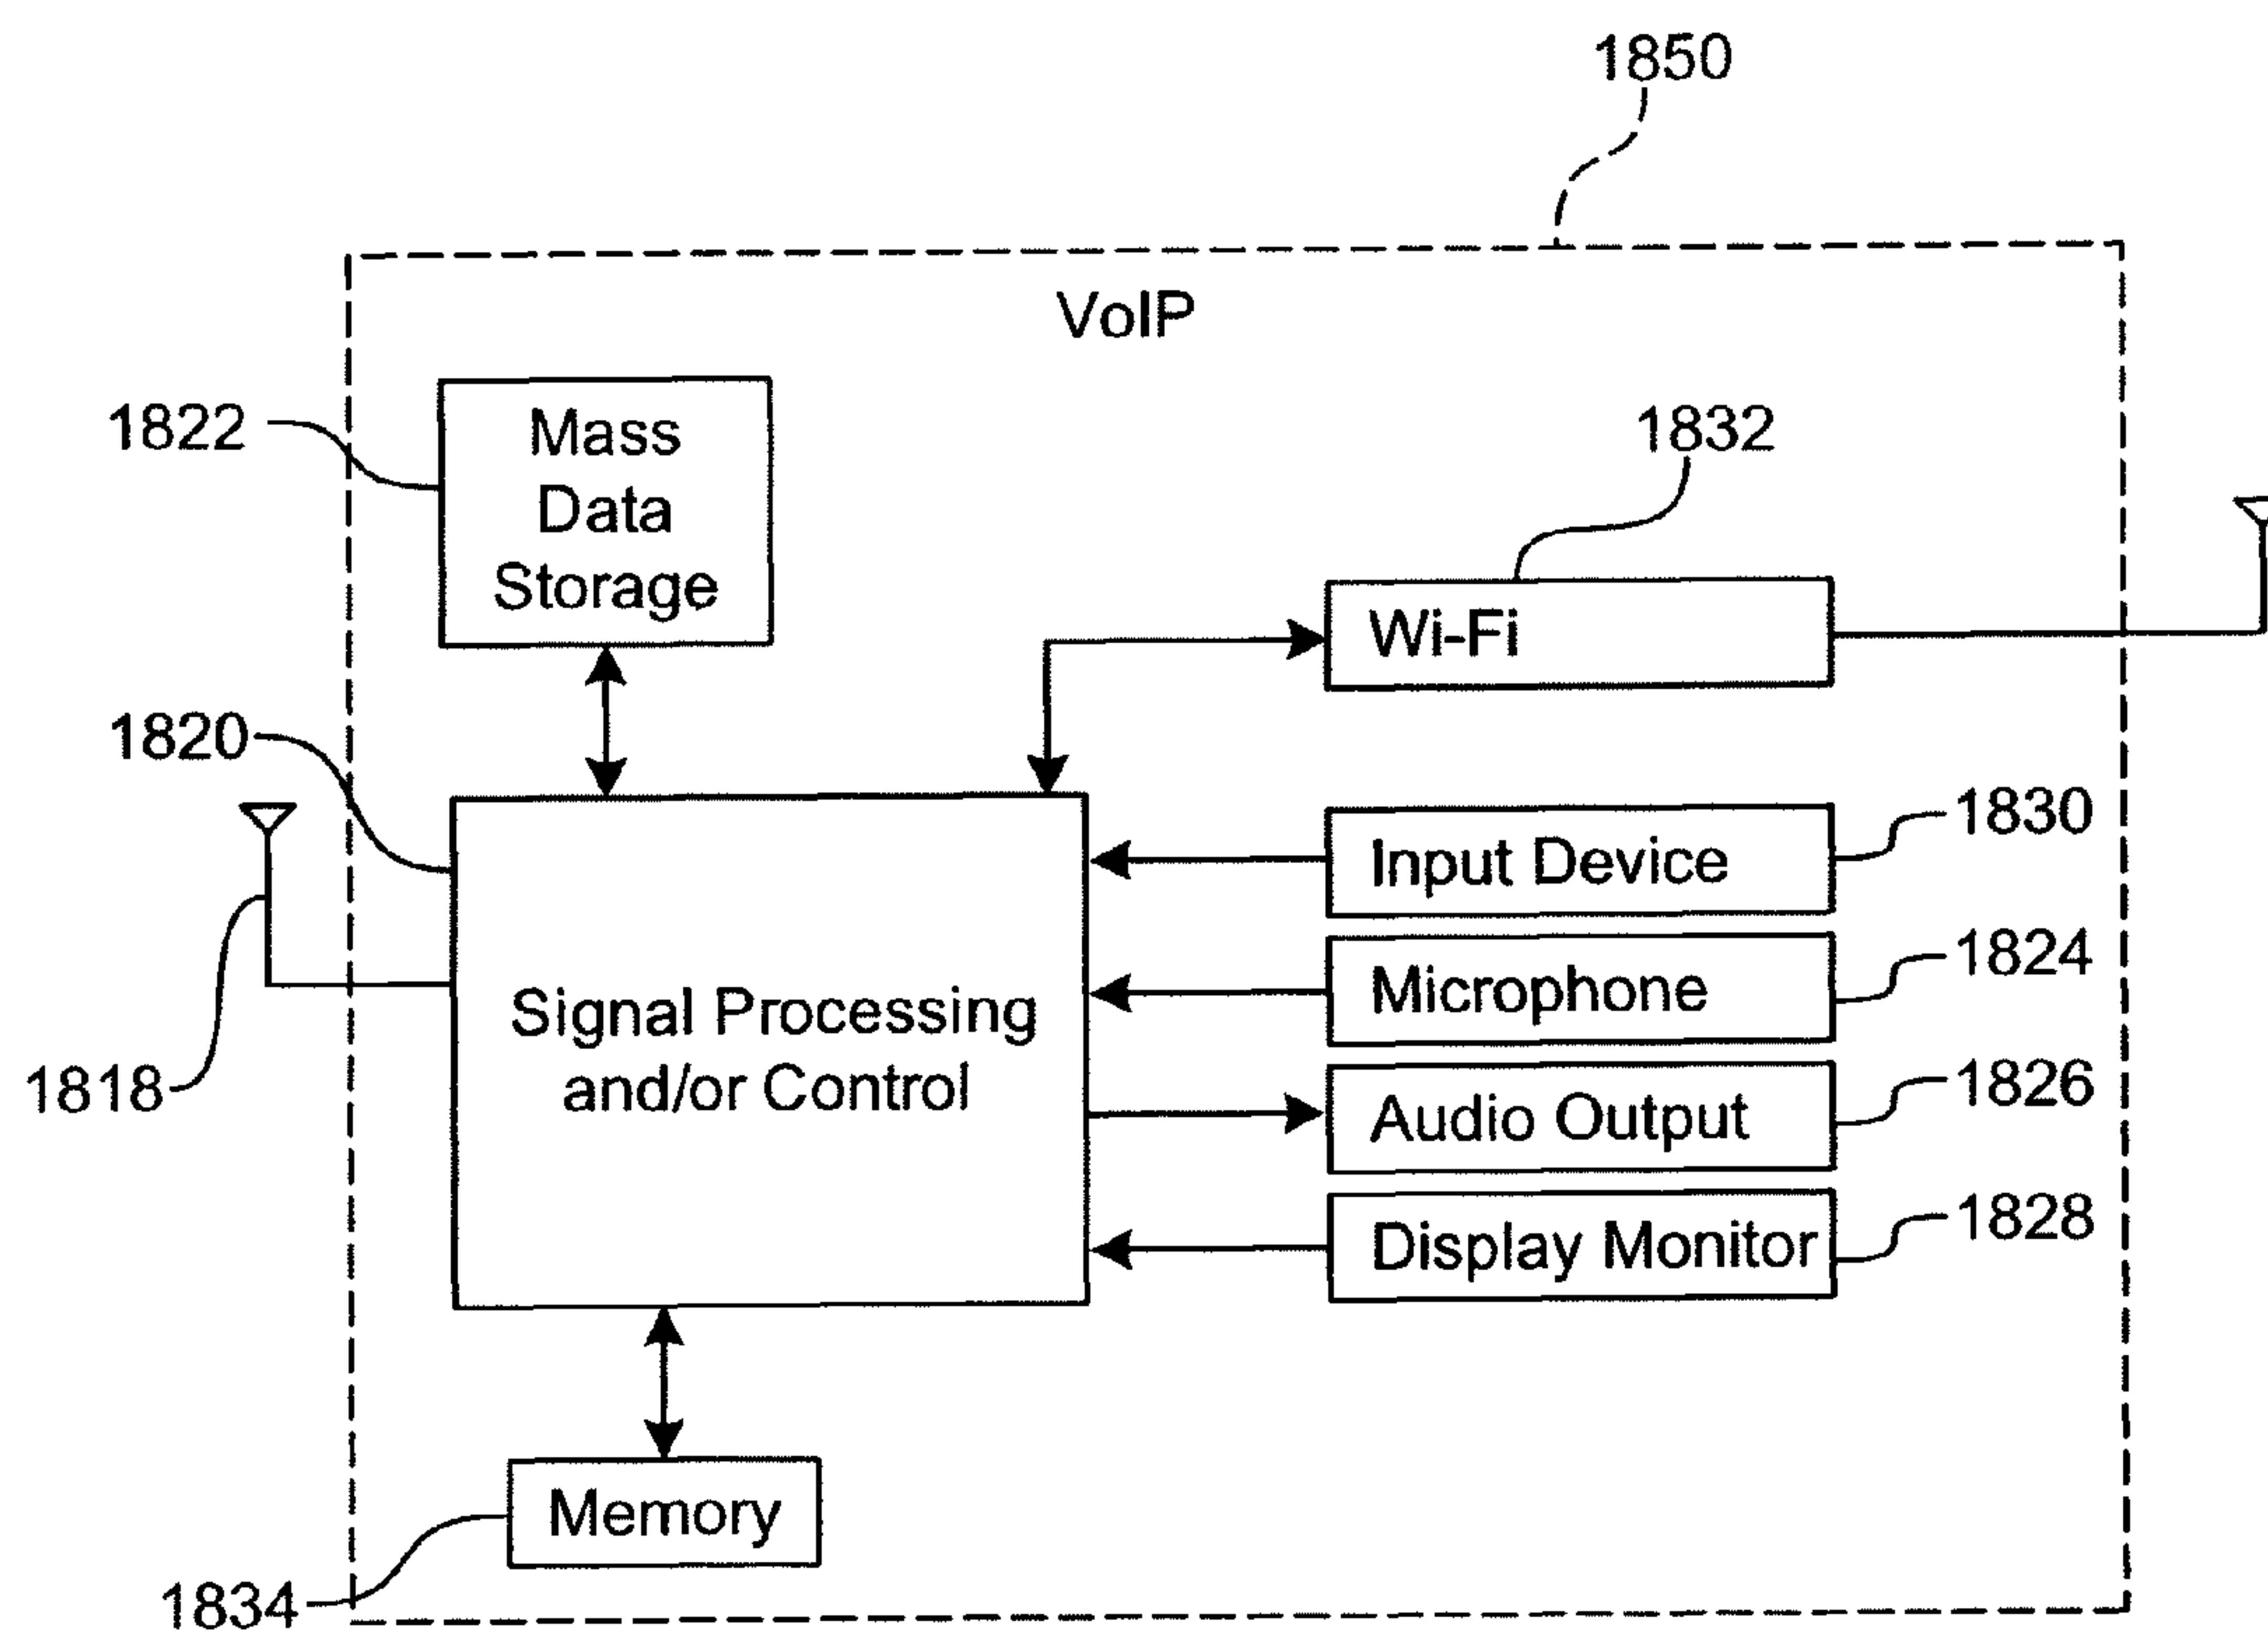 1850
VoIP
1822
Mass
Data
Storage
1832
Wi-Fi
1820
1830
Input Device
Signal Processing
and/or Control
1824
Microphone
1818
1826
Audio Output
1828
Display Monitor
Memory
1834